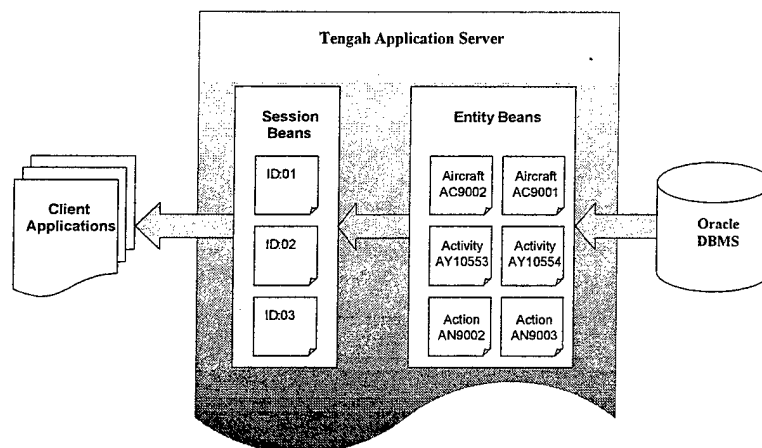 Tengah Application Server
Session
Beans
Entity Beans
ID:01
ID:02
ID:03
Aircraft
AC9002
Aircraft
AC9001
Activity
AY10553
Activity
AY10554
Action
AN9002
Action
AN9003
Client
Applications
Oracle
DBMS